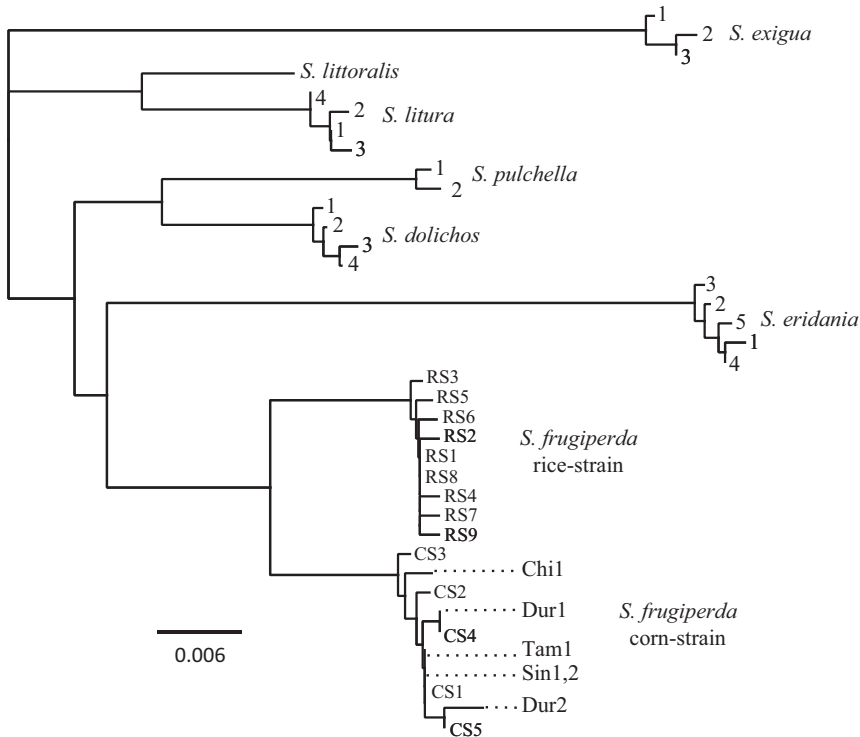 1
2 S. exigua
3
S. littoralis
4
2 S. litura
1
3
1 S. pulchella
2
1
2
3 S. dolichos
4
3
2
5 S. eridania
1
4
RS3
RS5
RS6
RS2
RS1
RS8
RS4
RS7
RS9
S. frugiperda
rice-strain
CS3
Chi1
CS2
Dur1
CS4
Tam1
Sin1,2
CS1
Dur2
CS5
S. frugiperda
corn-strain
0.006